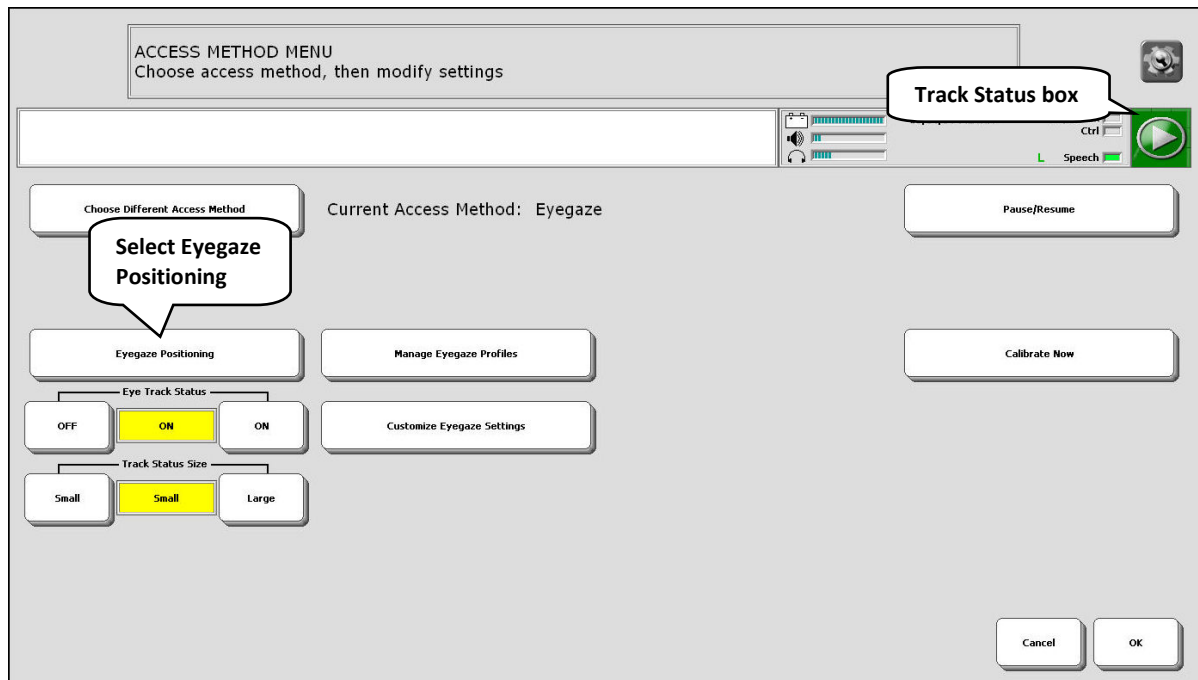 ACCESS METHOD MENU
Choose access method, then modify settings
Track Status box
Ctrl
L Speech
Choose Different Access Method
Current Access Method: Eyegaze
Pause/Resume
Select Eyegaze
Positioning
Eyegaze Positioning
Manage Eyegaze Profiles
Calibrate Now
Eye Track Status
OFF
ON
ON
Customize Eyegaze Settings
Track Status Size
Small
Small
Large
Cancel
OK